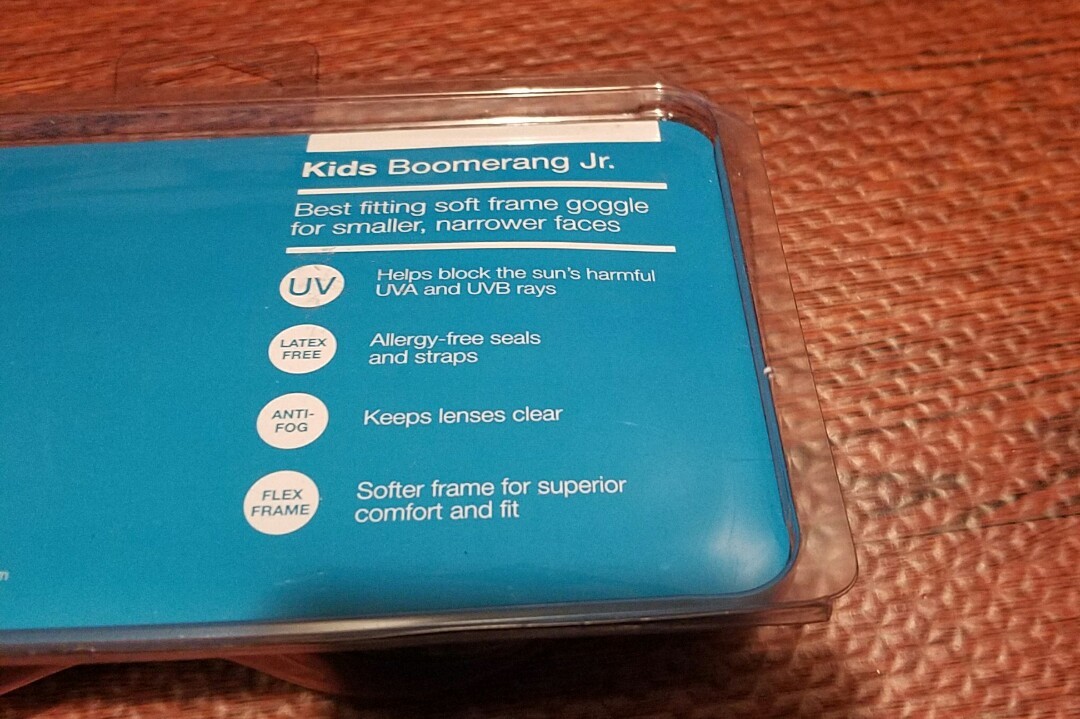 Kids Boomerang Jr.
Best fitting soft frame goggle
for smaller, narrower faces
UV
Helps block the sun's harmful
UVA and UVB rays
LATEX
FREE
Allergy-free seals
and straps
ANTI-
FOG
Keeps lenses clear
FLEX
FRAME
Softer frame for superior
comfort and fit